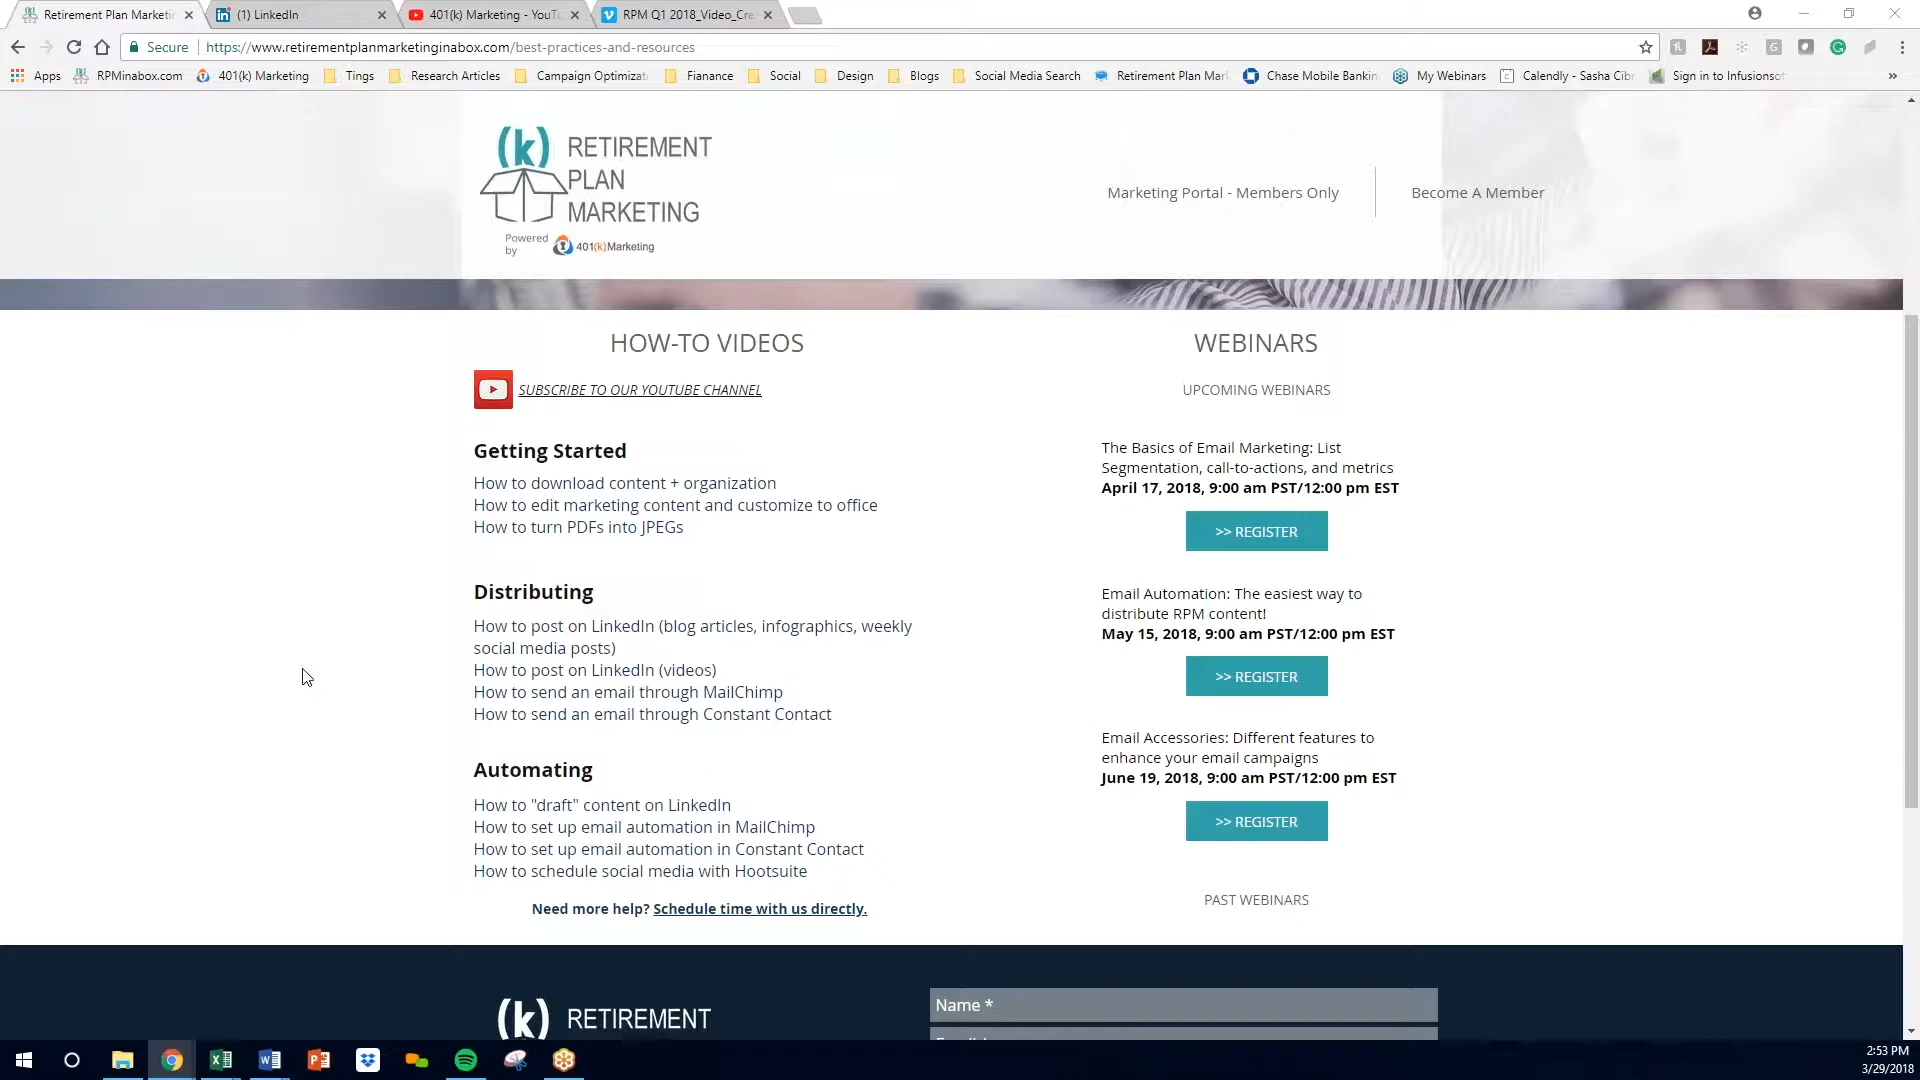 Retirement Plan Marketin
(1) LinkedIn
401(k) Marketing - YouTu
RPM Q1 2018_Video_Cre
Secure
https://www.retirementplanmarketinginabox.com/best-practices-and-resources
Apps
RPMinabox.com
401(k) Marketing
Tings
Research Articles
Campaign Optimizat
Fianance
Social
Design
Blogs
Social Media Search
Retirement Plan Mark
Chase Mobile Bankin
My Webinars
Calendly - Sasha Cibr
Sign in to Infusionsof
(k) RETIREMENT
PLAN
MARKETING
Powered
by
401(k)Marketing
Marketing Portal - Members Only
Become A Member
HOW-TO VIDEOS
SUBSCRIBE TO OUR YOUTUBE CHANNEL
Getting Started
How to download content + organization
How to edit marketing content and customize to office
How to turn PDFs into JPEGs
Distributing
How to post on LinkedIn (blog articles, infographics, weekly
social media posts)
How to post on LinkedIn (videos)
How to send an email through MailChimp
How to send an email through Constant Contact
Automating
How to "draft" content on LinkedIn
How to set up email automation in MailChimp
How to set up email automation in Constant Contact
How to schedule social media with Hootsuite
Need more help? Schedule time with us directly.
WEBINARS
UPCOMING WEBINARS
The Basics of Email Marketing: List
Segmentation, call-to-actions, and metrics
April 17, 2018, 9:00 am PST/12:00 pm EST
>> REGISTER
Email Automation: The easiest way to
distribute RPM content!
May 15, 2018, 9:00 am PST/12:00 pm EST
>> REGISTER
Email Accessories: Different features to
enhance your email campaigns
June 19, 2018, 9:00 am PST/12:00 pm EST
>> REGISTER
PAST WEBINARS
(k) RETIREMENT
Name *
2:53 PM
3/29/2018